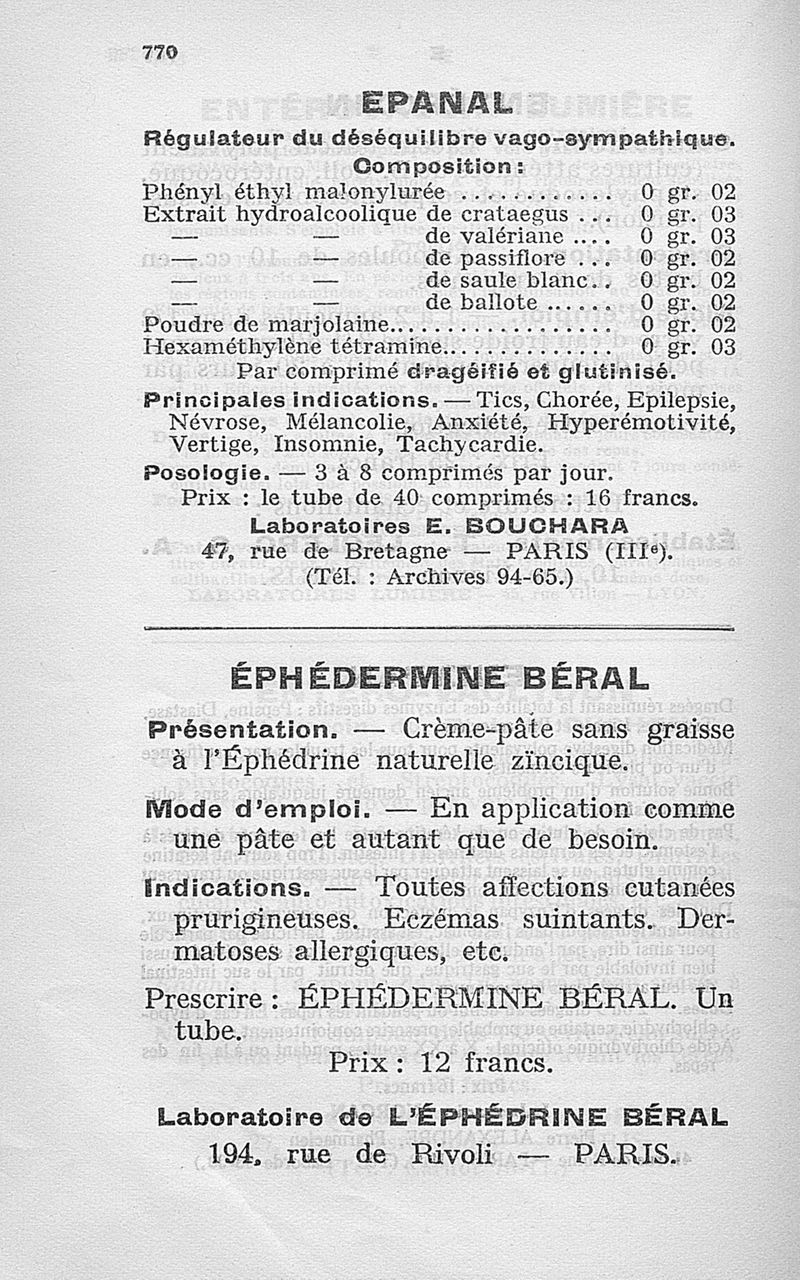 770
EPANAL
Régulateur du déséquilibre vago-sympathique.
Composition :
Phényl éthyl malonylurée ............ 0 gr. 02
Extrait hydroalcoolique de crataegus .... 0 gr. 03
— — de valériane .... 0 gr. 03
— — de passiflore .... 0 gr. 02
— — de saule blanc.. 0 gr. 02
— — de ballote ...... 0 gr. 02
Poudre de marjolaine.................. 0 gr. 02
Hexaméthylène tétramine............... 0 gr. 03
Par comprimé dragéifié et glutinisé.
Principales indications. — Tics, Chorée, Epilepsie,
Névrose, Mélancolie, Anxiété, Hyperémotivité,
Vertige, Insomnie, Tachycardie.
Posologie. — 3 à 8 comprimés par jour.
Prix : le tube de 40 comprimés : 16 francs.
Laboratoires E. BOUCHARA
47, rue de Bretagne — PARIS (IIIe).
(Tél. : Archives 94-65.)
ÉPHÉDERMINE BÉRAL
Présentation. — Crème-pâte sans graisse
à l'Éphédrine naturelle zïncique.
Mode d'emploi. — En application comme
une pâte et autant que de besoin.
Indications. — Toutes affections cutanées
prurigineuses. Eczémas suintants. Der-
matoses allergiques, etc.
Prescrire : ÉPHÉDERMINE BÉRAL. Un
tube.
Prix : 12 francs.
Laboratoire de L'ÉPHÉDRINE BÉRAL
194, rue de Rivoli — PARIS.